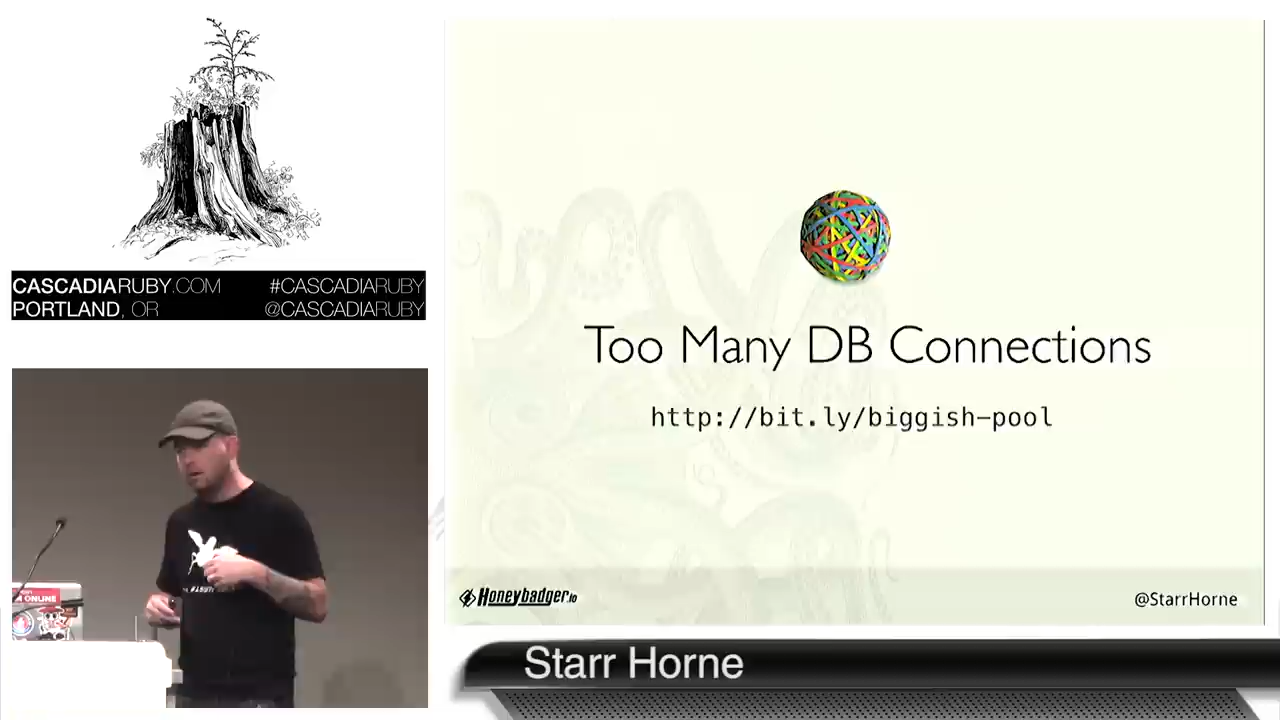 CASCADIARUBY.COM #CASCADIARUBY
PORTLAND, OR @CASCADIARUBY
Too Many DB Connections
http://bit.ly/biggish-pool
Honeybadger.io
@StarrHorne
ONLINE
Starr Horne